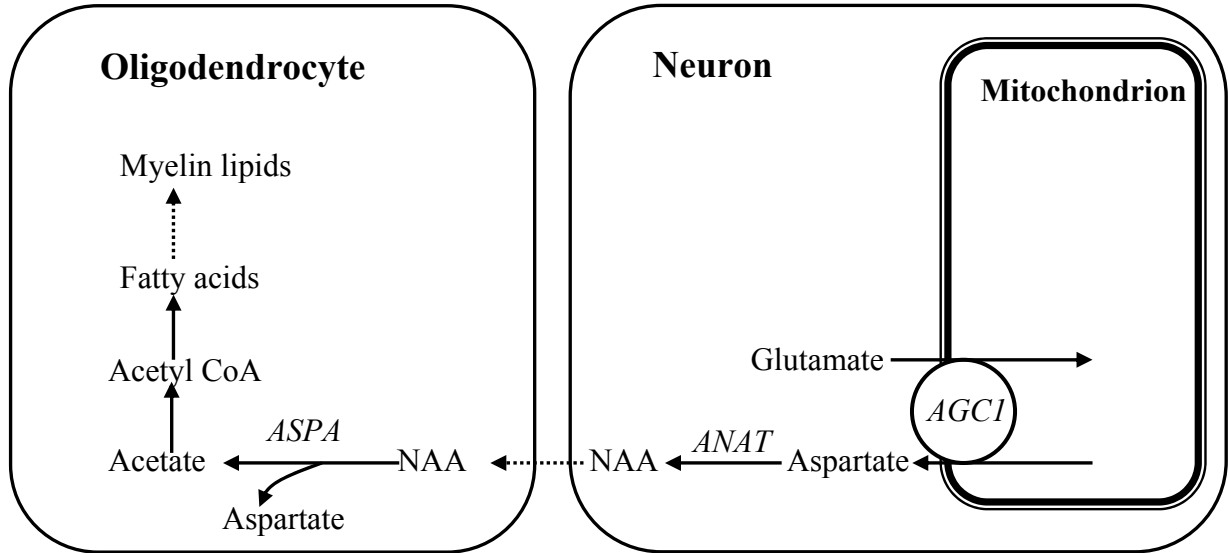 Oligodendrocyte
Myelin lipids
Fatty acids
Acetyl CoA
ASPA
Acetate
NAA
Aspartate
Neuron
Mitochondrion
Glutamate
AGC1
ANAT
NAA
Aspartate